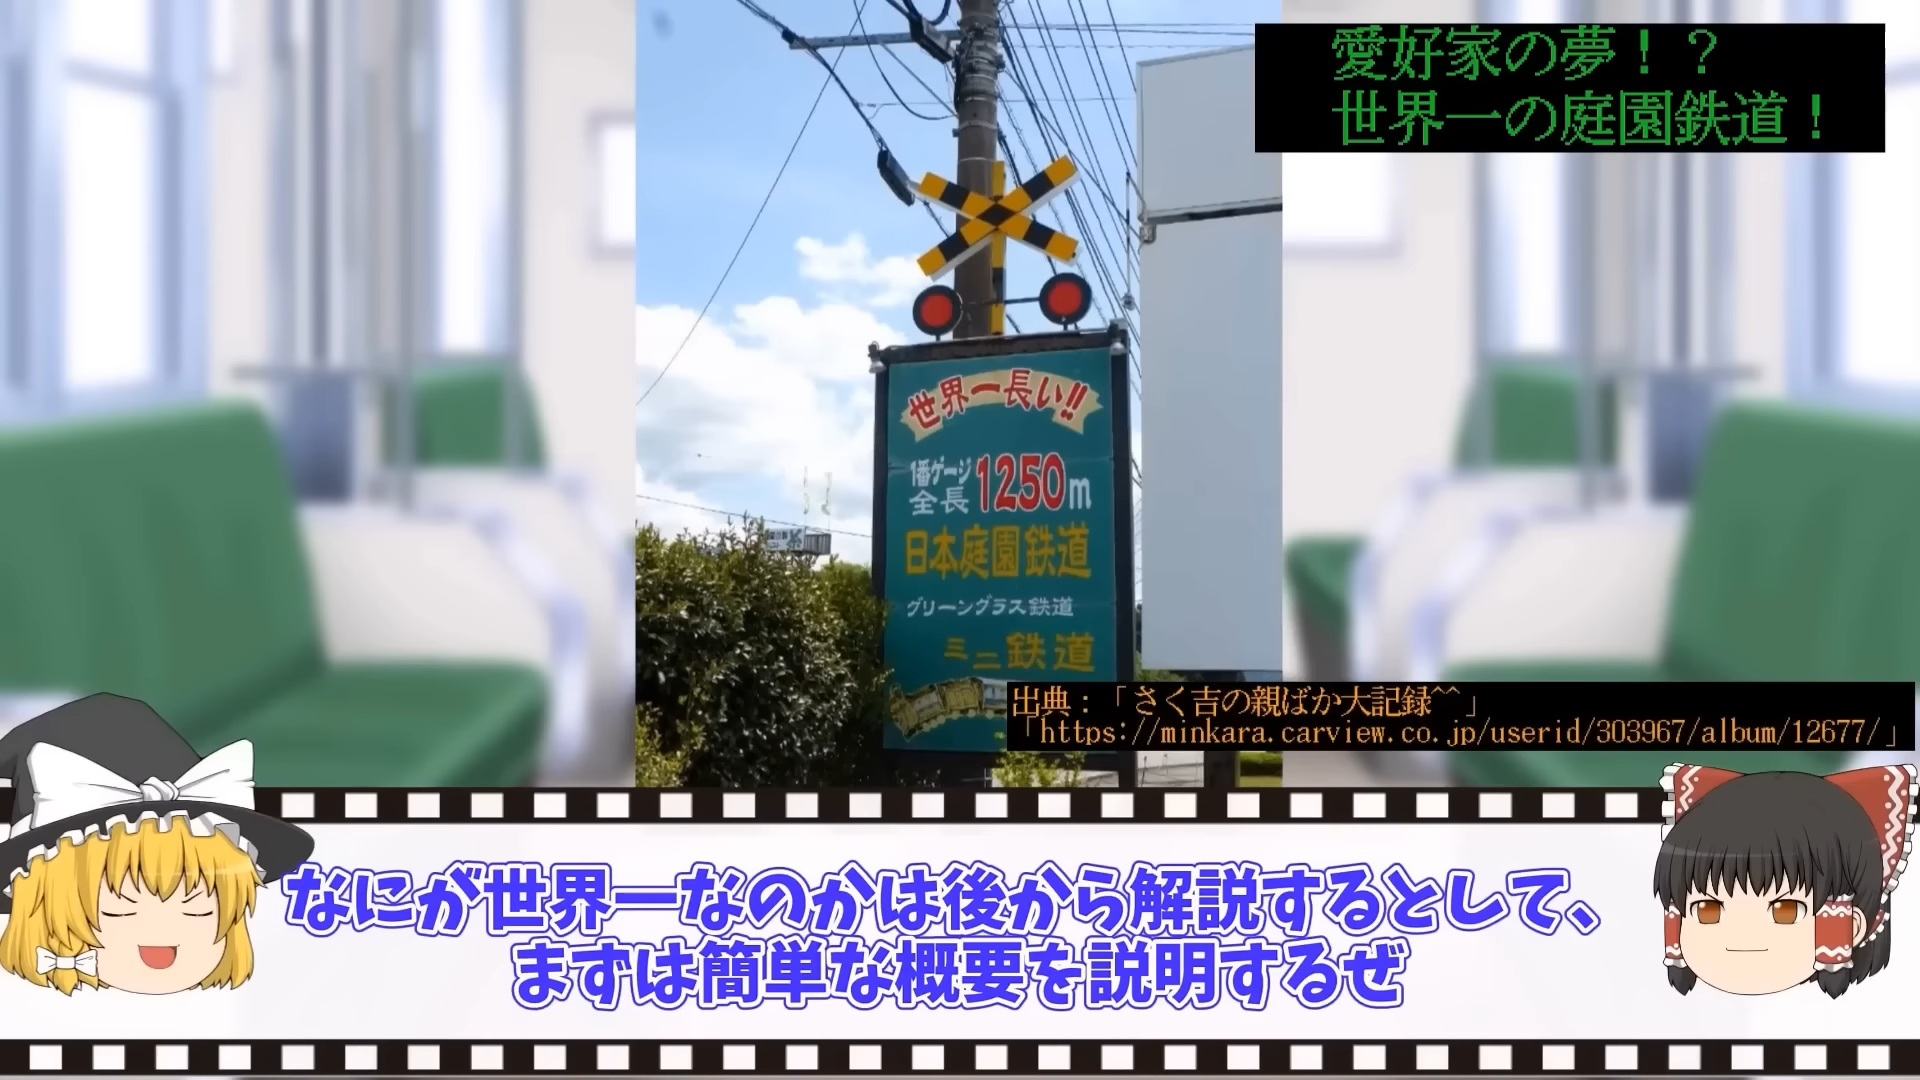 愛好家の夢！？
世界一の庭園鉄道！
世界一長い!!
1番ゲージ
全長1250m
日本庭園鉄道
グリーングラス鉄道
ミニ鉄道
出典：「さく吉の親ばか大記録^^」
「https://minkara.carview.co.jp/userid/303967/album/12677/」
なにが世界一なのかは後から解説するとして、
まずは簡単な概要を説明するぜ